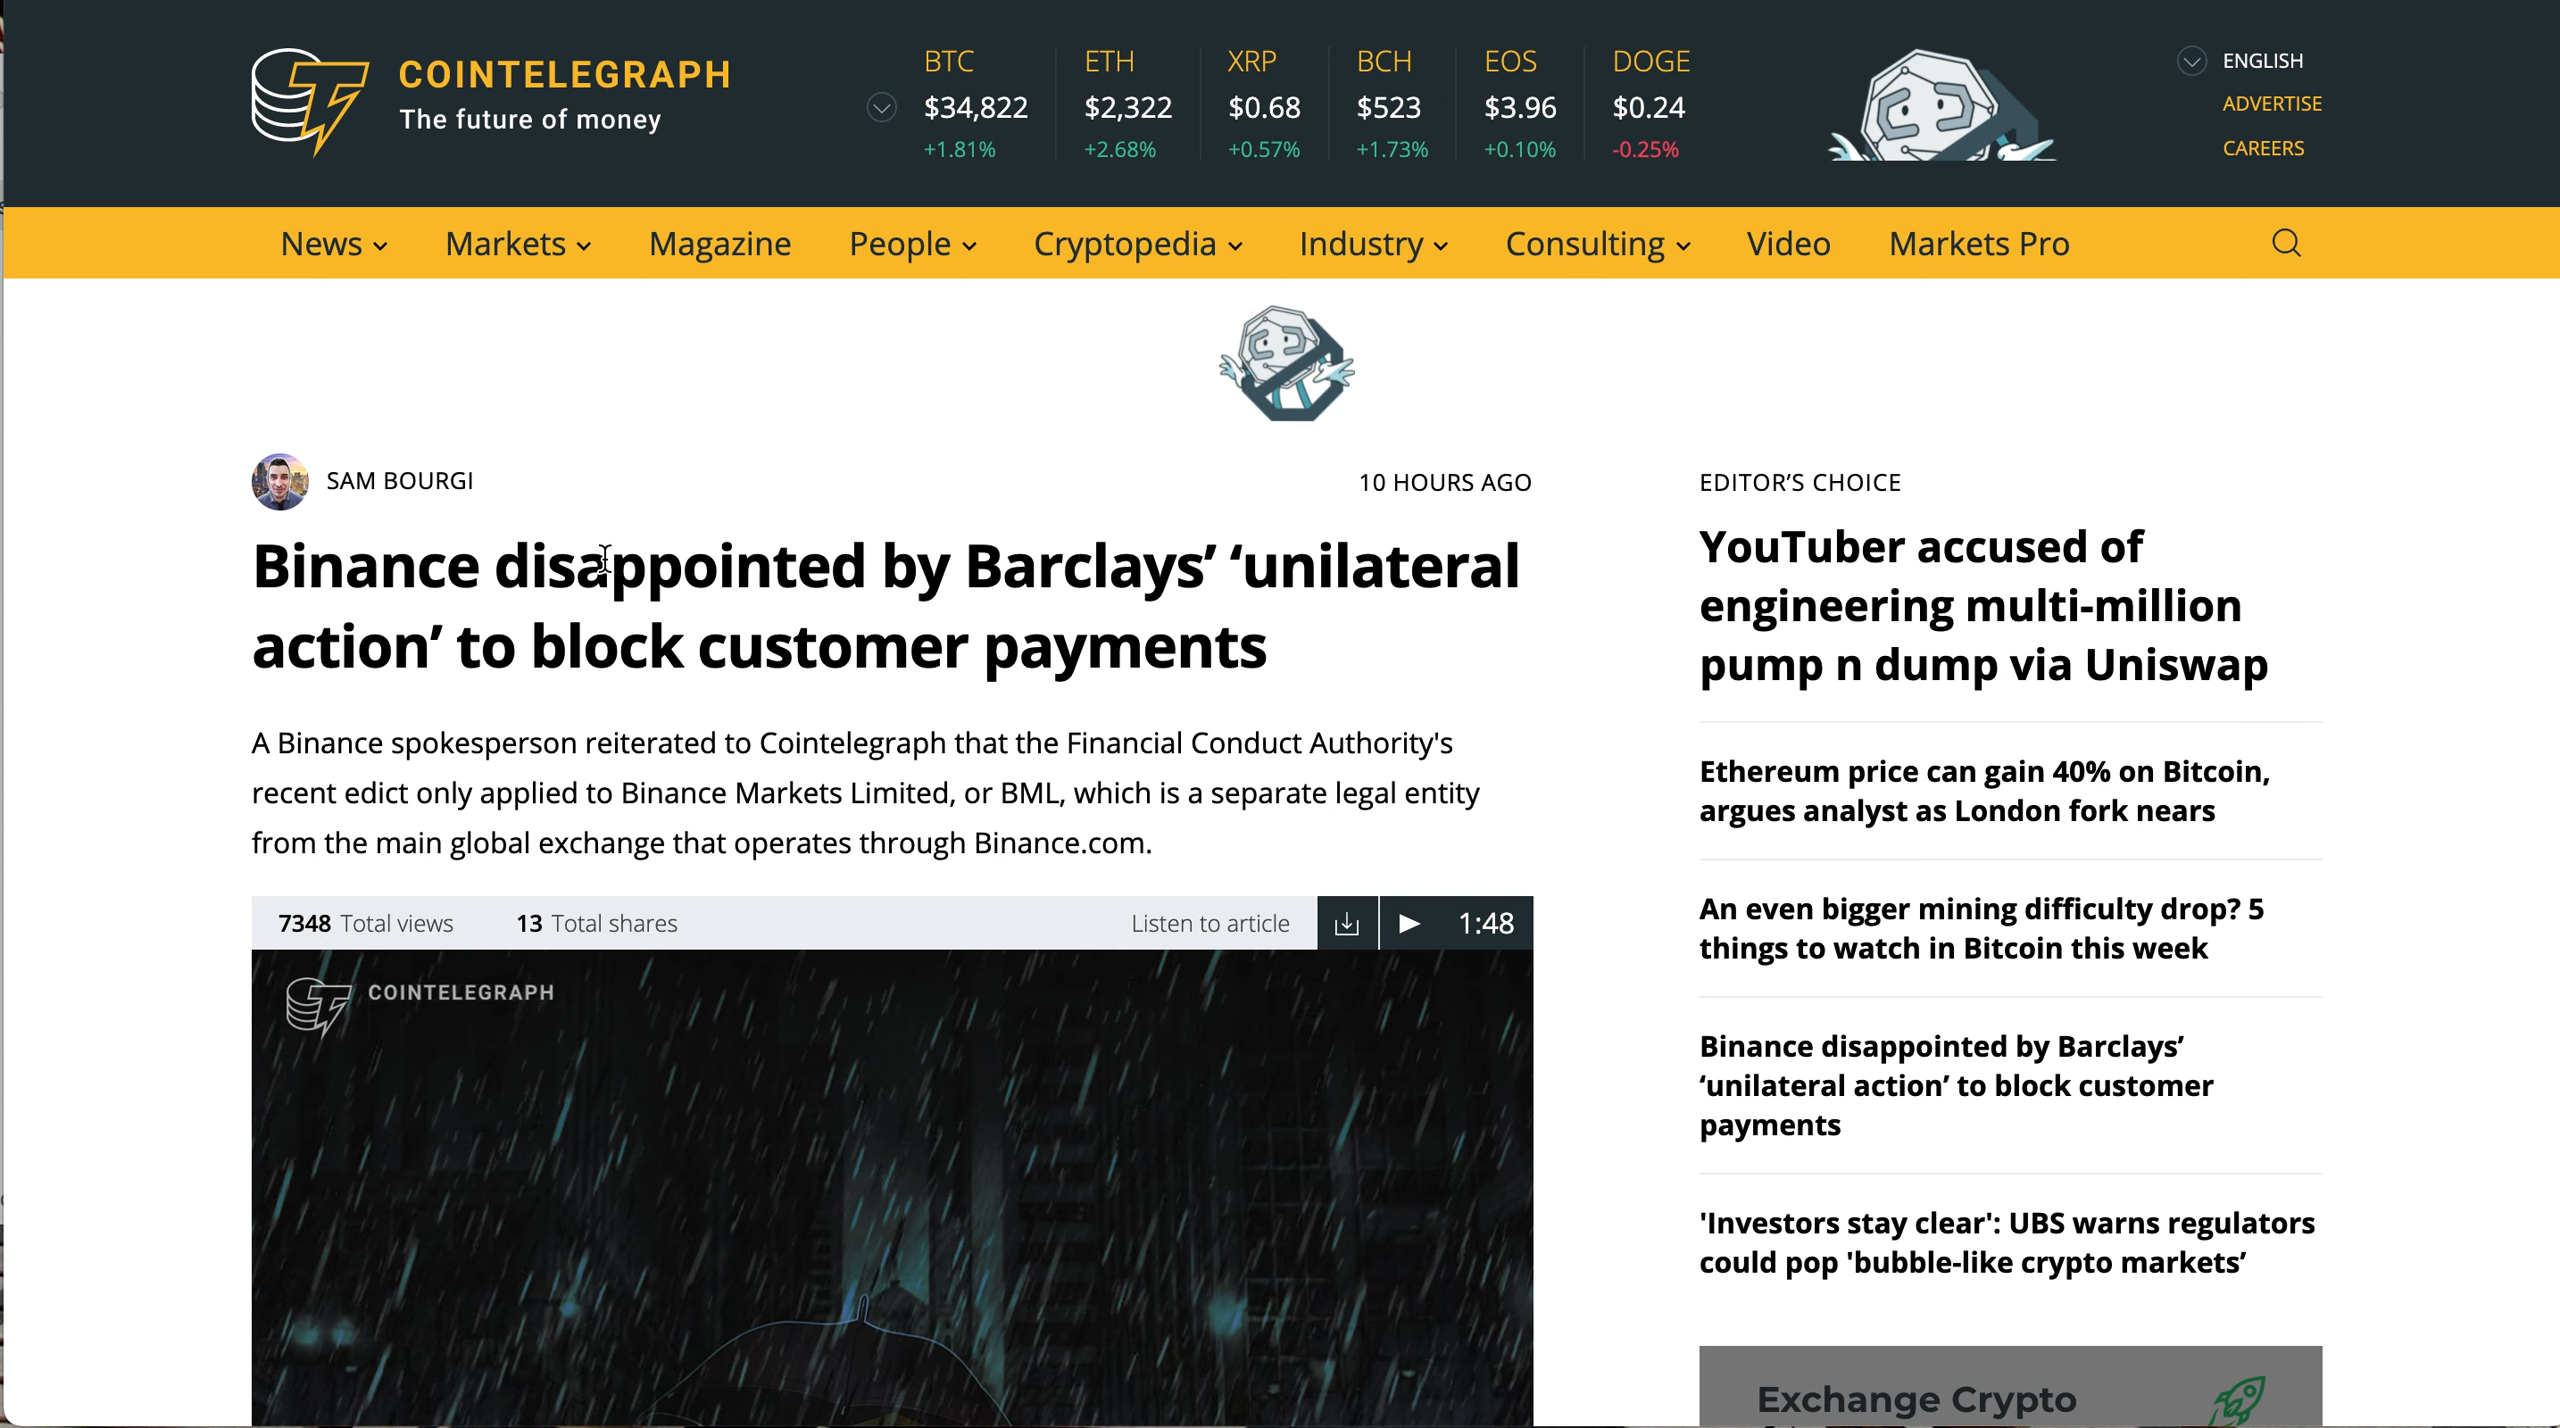 COINTELEGRAPH
The future of money
BTC
$34,822
+1.81%
ETH
$2,322
+2.68%
XRP
$0.68
+0.57%
BCH
$523
+1.73%
EOS
$3.96
+0.10%
DOGE
$0.24
-0.25%
ENGLISH
ADVERTISE
CAREERS
News Markets Magazine People Cryptopedia Industry Consulting Video Markets Pro
SAM BOURGI
10 HOURS AGO
Binance disappointed by Barclays’ ‘unilateral
action’ to block customer payments
A Binance spokesperson reiterated to Cointelegraph that the Financial Conduct Authority's
recent edict only applied to Binance Markets Limited, or BML, which is a separate legal entity
from the main global exchange that operates through Binance.com.
7348 Total views 13 Total shares Listen to article 1:48
COINTELEGRAPH
EDITOR’S CHOICE
YouTuber accused of
engineering multi-million
pump n dump via Uniswap
Ethereum price can gain 40% on Bitcoin,
argues analyst as London fork nears
An even bigger mining difficulty drop? 5
things to watch in Bitcoin this week
Binance disappointed by Barclays’
‘unilateral action’ to block customer
payments
'Investors stay clear': UBS warns regulators
could pop 'bubble-like crypto markets’
Exchange Crypto